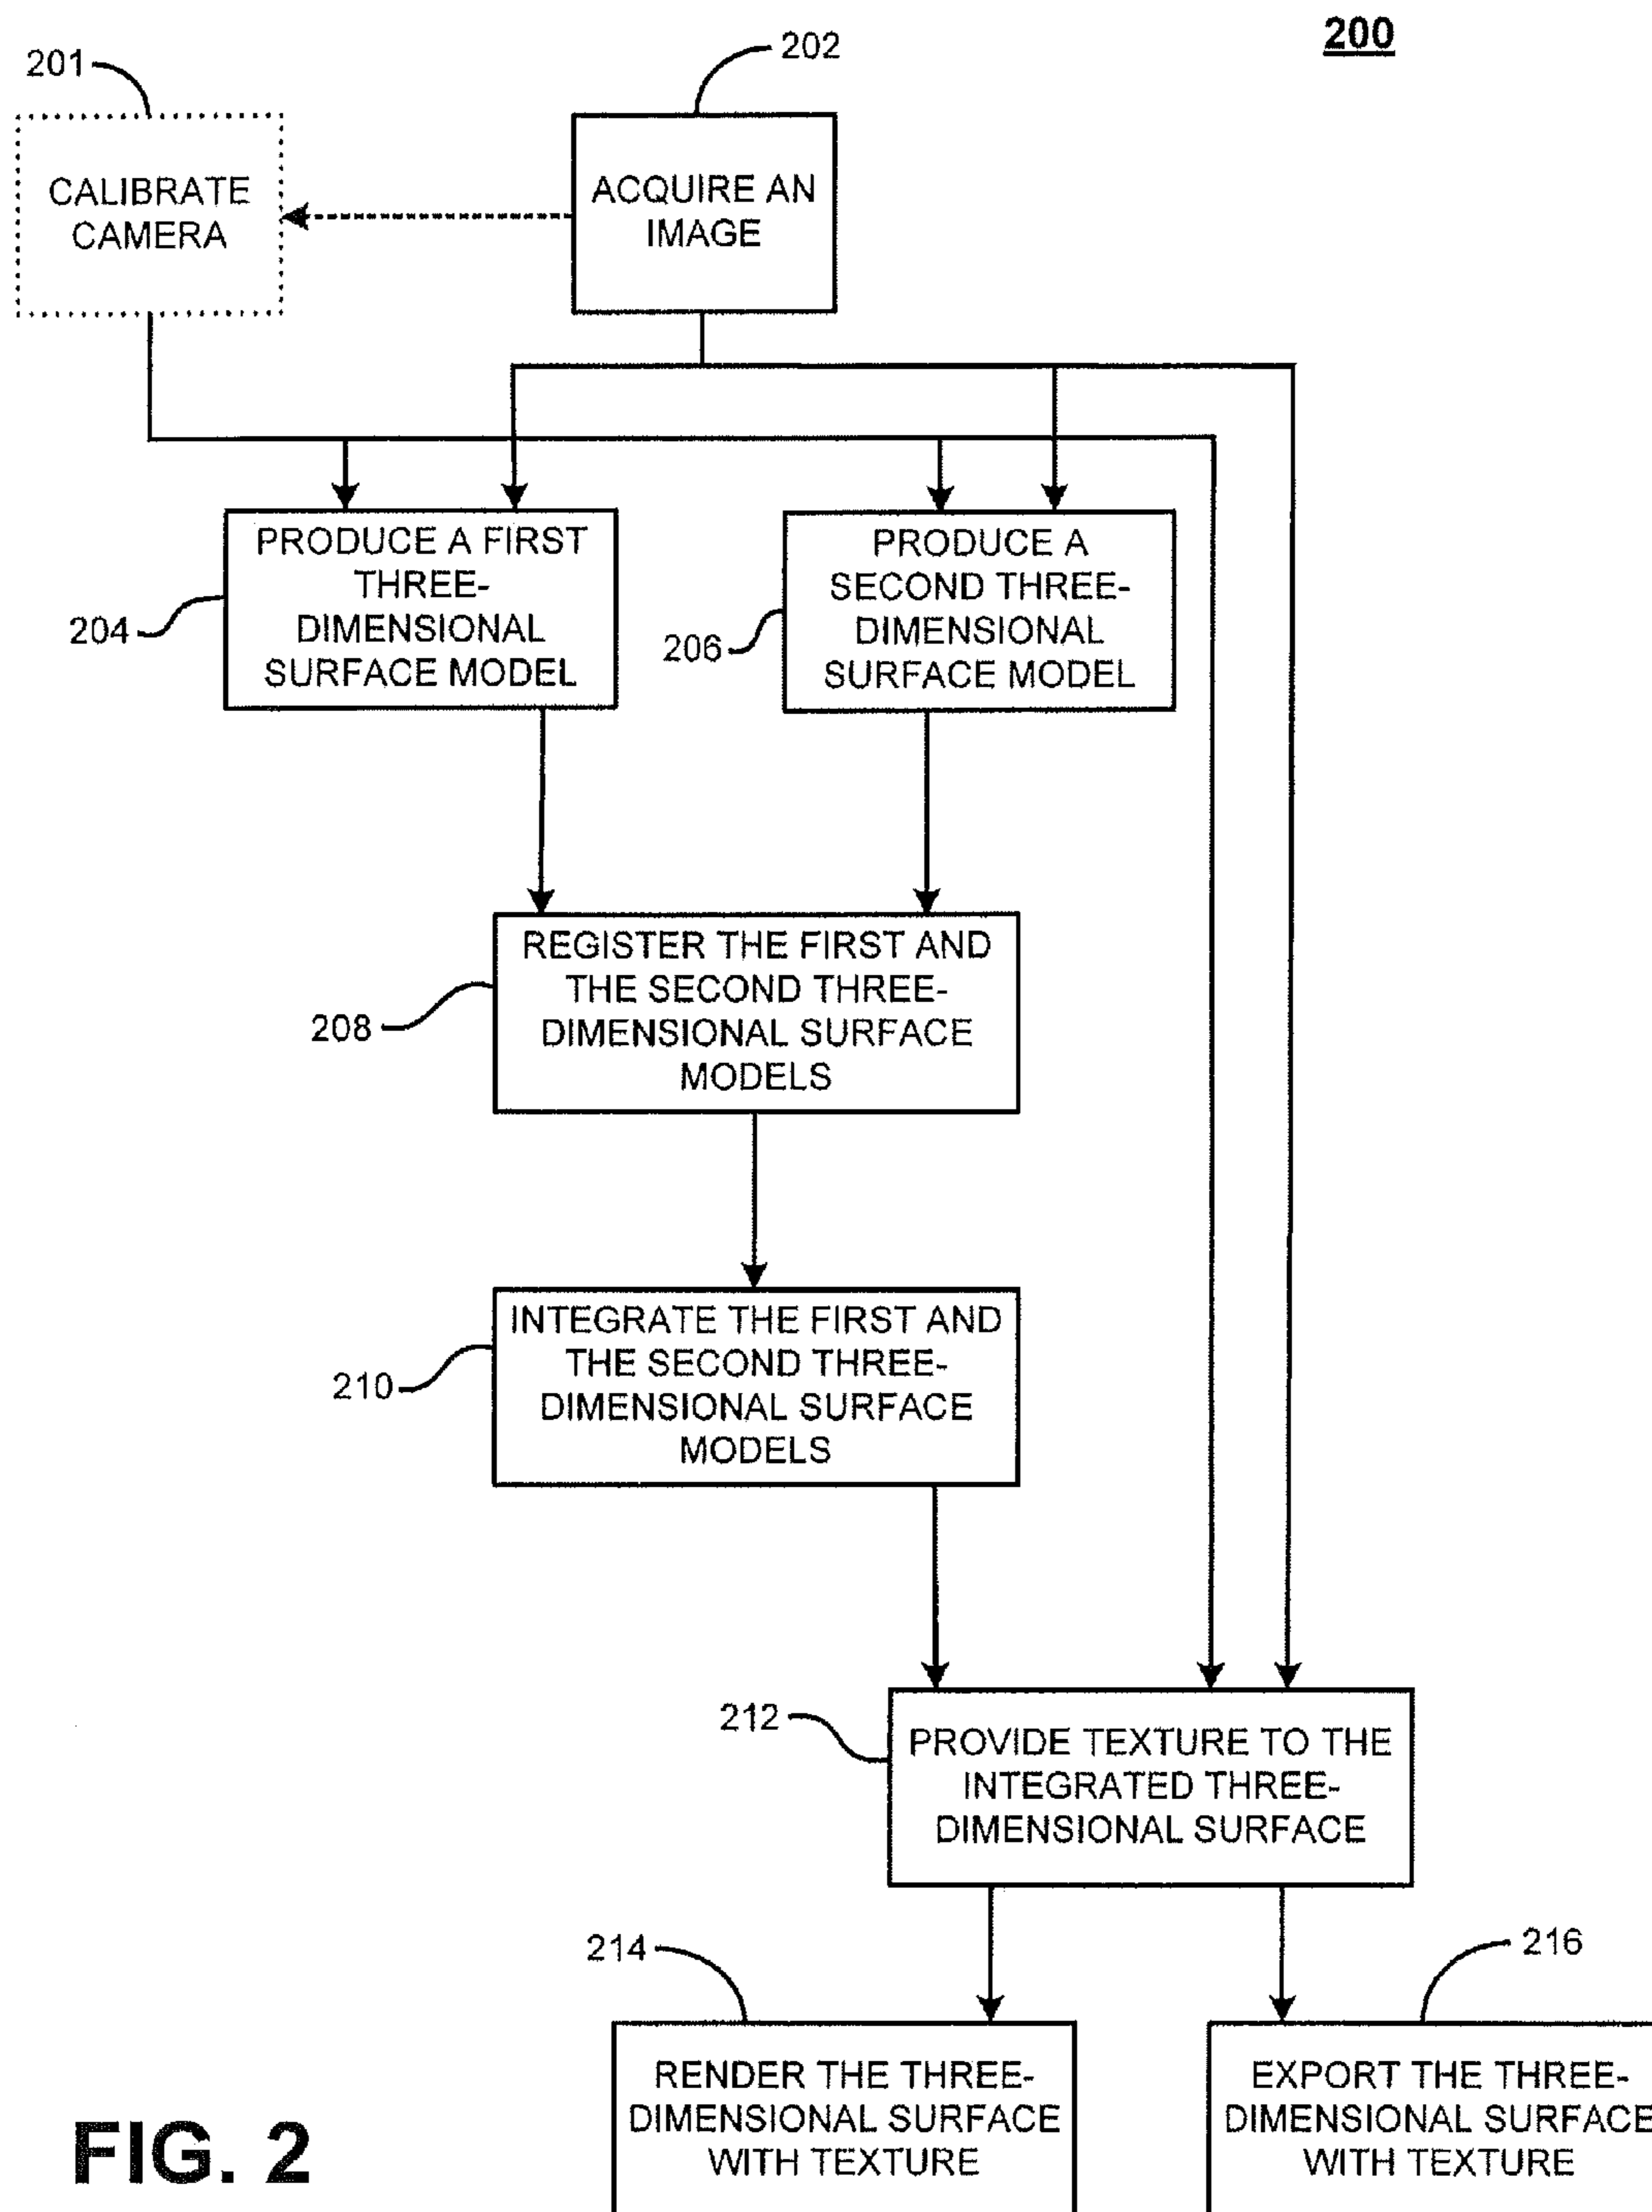 200
201
202
CALIBRATE
CAMERA
ACQUIRE AN
IMAGE
PRODUCE A FIRST
THREE-
DIMENSIONAL
SURFACE MODEL
204
PRODUCE A
SECOND THREE-
DIMENSIONAL
SURFACE MODEL
206
REGISTER THE FIRST AND
THE SECOND THREE-
DIMENSIONAL SURFACE
MODELS
208
INTEGRATE THE FIRST AND
THE SECOND THREE-
DIMENSIONAL SURFACE
MODELS
210
212
PROVIDE TEXTURE TO THE
INTEGRATED THREE-
DIMENSIONAL SURFACE
214
216
RENDER THE THREE-
DIMENSIONAL SURFACE
WITH TEXTURE
EXPORT THE THREE-
DIMENSIONAL SURFACE
WITH TEXTURE
FIG. 2